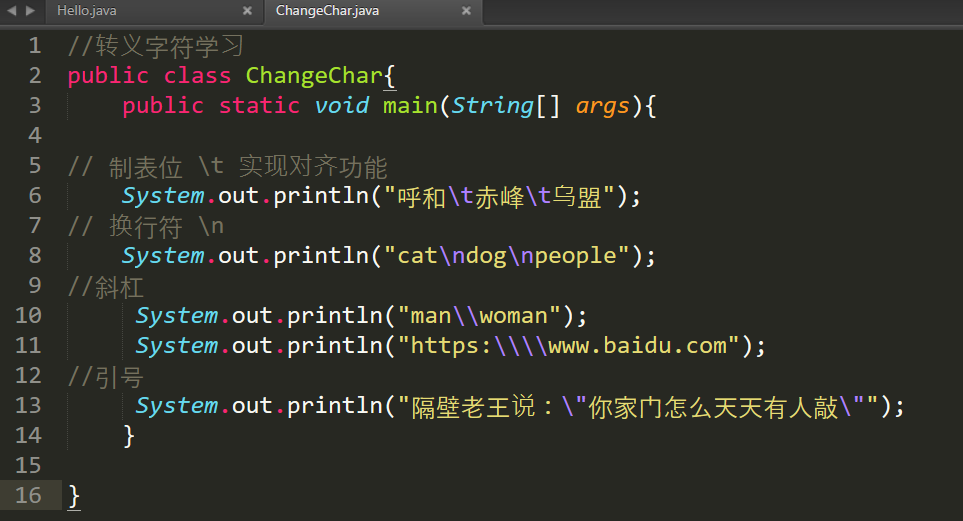 Hello.java × ChangeChar.java ×
1 //转义字符学习
2 public class ChangeChar{
3 public static void main(String[] args){
4
5 // 制表位 \t 实现对齐功能
6 System.out.println("呼和\t赤峰\t乌盟");
7 // 换行符 \n
8 System.out.println("cat\ndog\npeople");
9 //斜杠
10 System.out.println("man\\woman");
11 System.out.println("https:\\\\www.baidu.com");
12 //引号
13 System.out.println("隔壁老王说：\"你家门怎么天天有人敲\"");
14 }
15
16 }